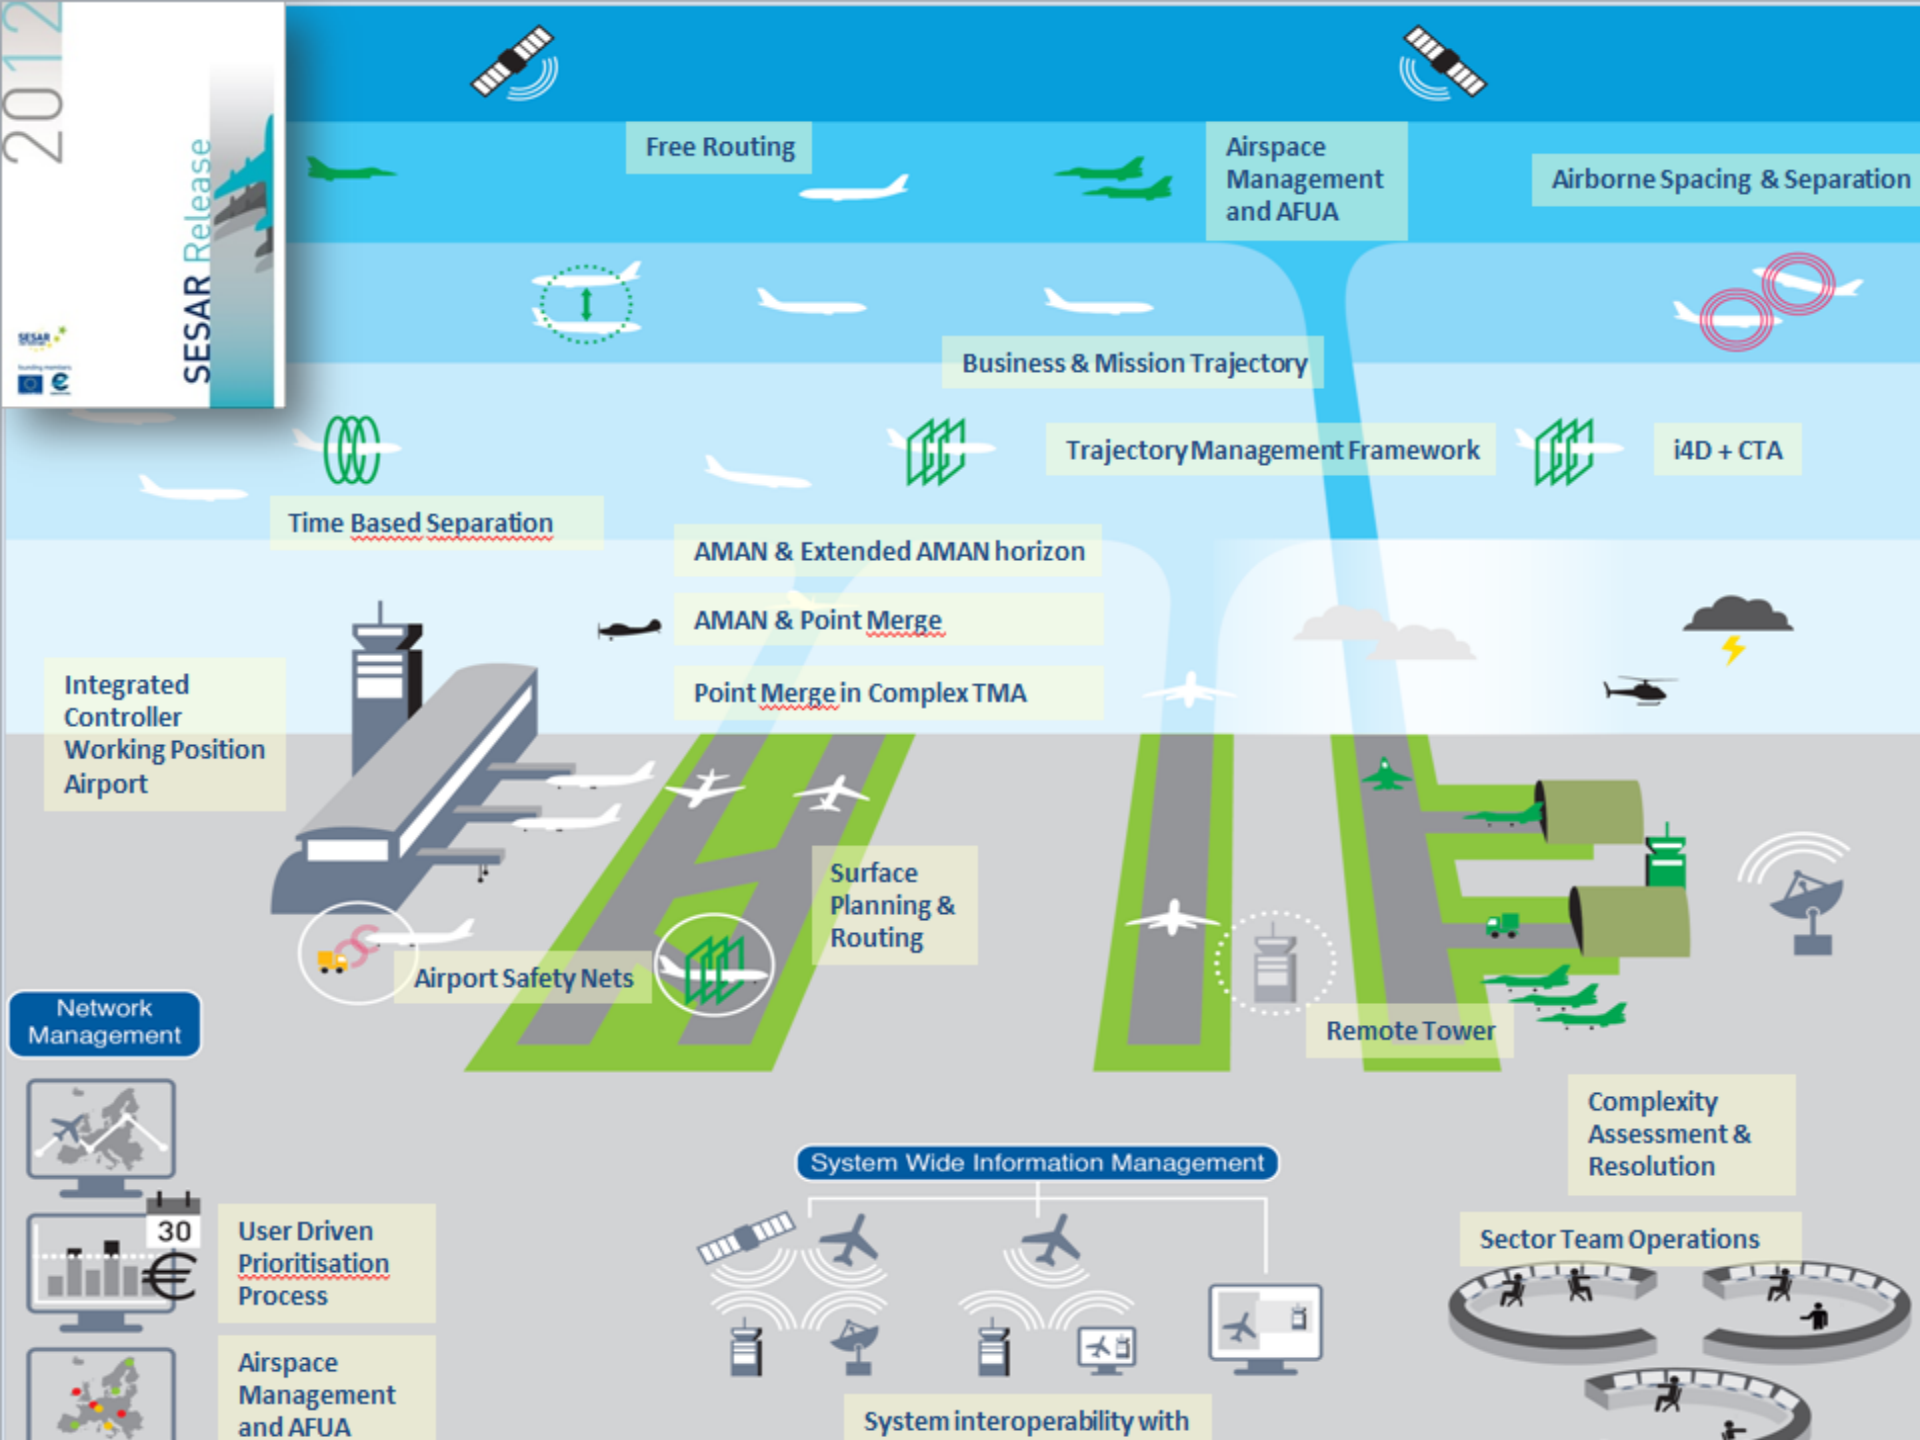 2012
SESAR Release
SESAR
founding members
Free Routing
Airspace
Management
and AFUA
Airborne Spacing & Separation
Business & Mission Trajectory
Trajectory Management Framework
i4D + CTA
Time Based Separation
AMAN & Extended AMAN horizon
AMAN & Point Merge
Point Merge in Complex TMA
Integrated
Controller
Working Position
Airport
Surface
Planning &
Routing
Airport Safety Nets
Remote Tower
Network
Management
Complexity
Assessment &
Resolution
System Wide Information Management
30
User Driven
Prioritisation
Process
Sector Team Operations
Airspace
Management
and AFUA
System interoperability with